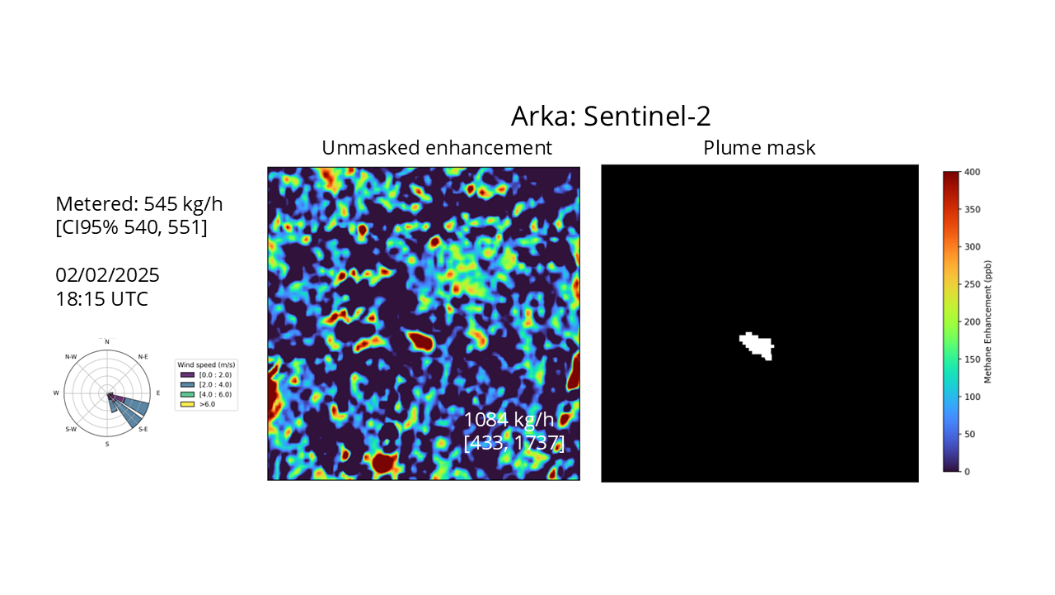 Arka: Sentinel-2
Unmasked enhancement
Plume mask
Metered: 545 kg/h
[CI95% 540, 551]
02/02/2025
18:15 UTC
N
N-W
N-E
W
E
S-W
S-E
S
Wind speed (m/s)
[0.0 : 2.0)
[2.0 : 4.0)
[4.0 : 6.0)
>6.0
1084 kg/h
[433, 1737]
400
350
300
250
200
150
100
50
0
Methane Enhancement (ppb)